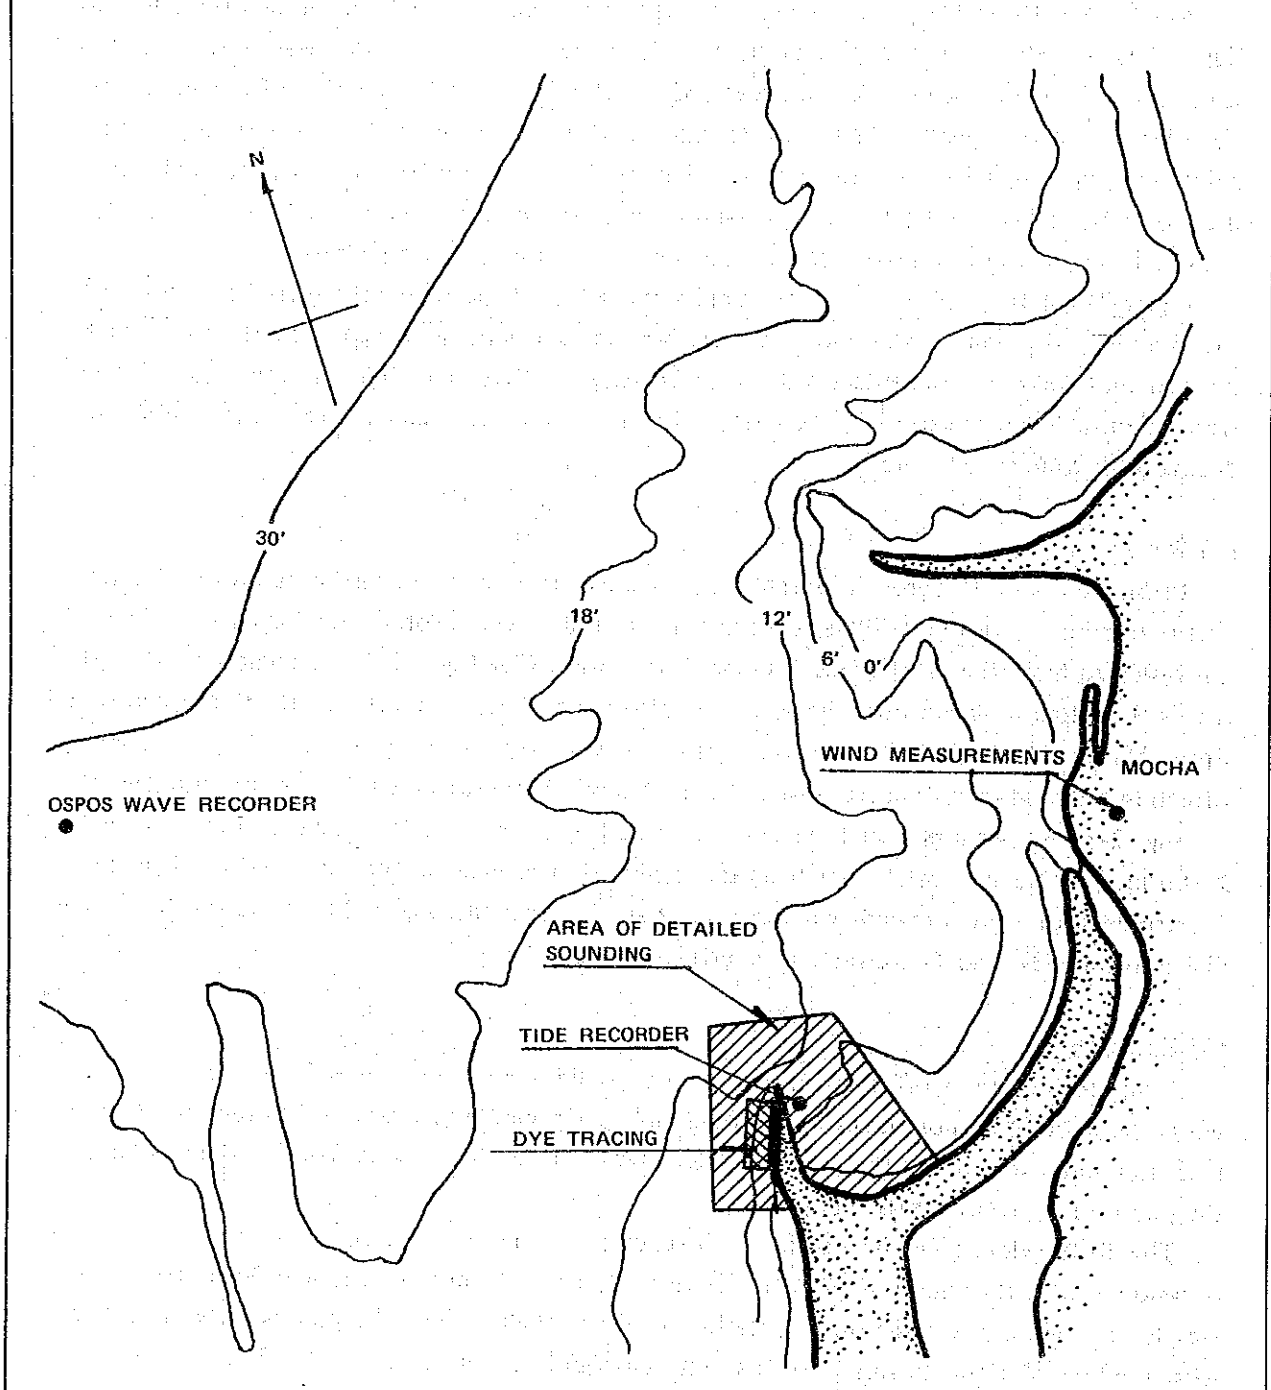 N
30'
18'
12'
6'
0'
WIND MEASUREMENTS
MOCHA
OSPOS WAVE RECORDER
AREA OF DETAILED
SOUNDING
TIDE RECORDER
DYE TRACING